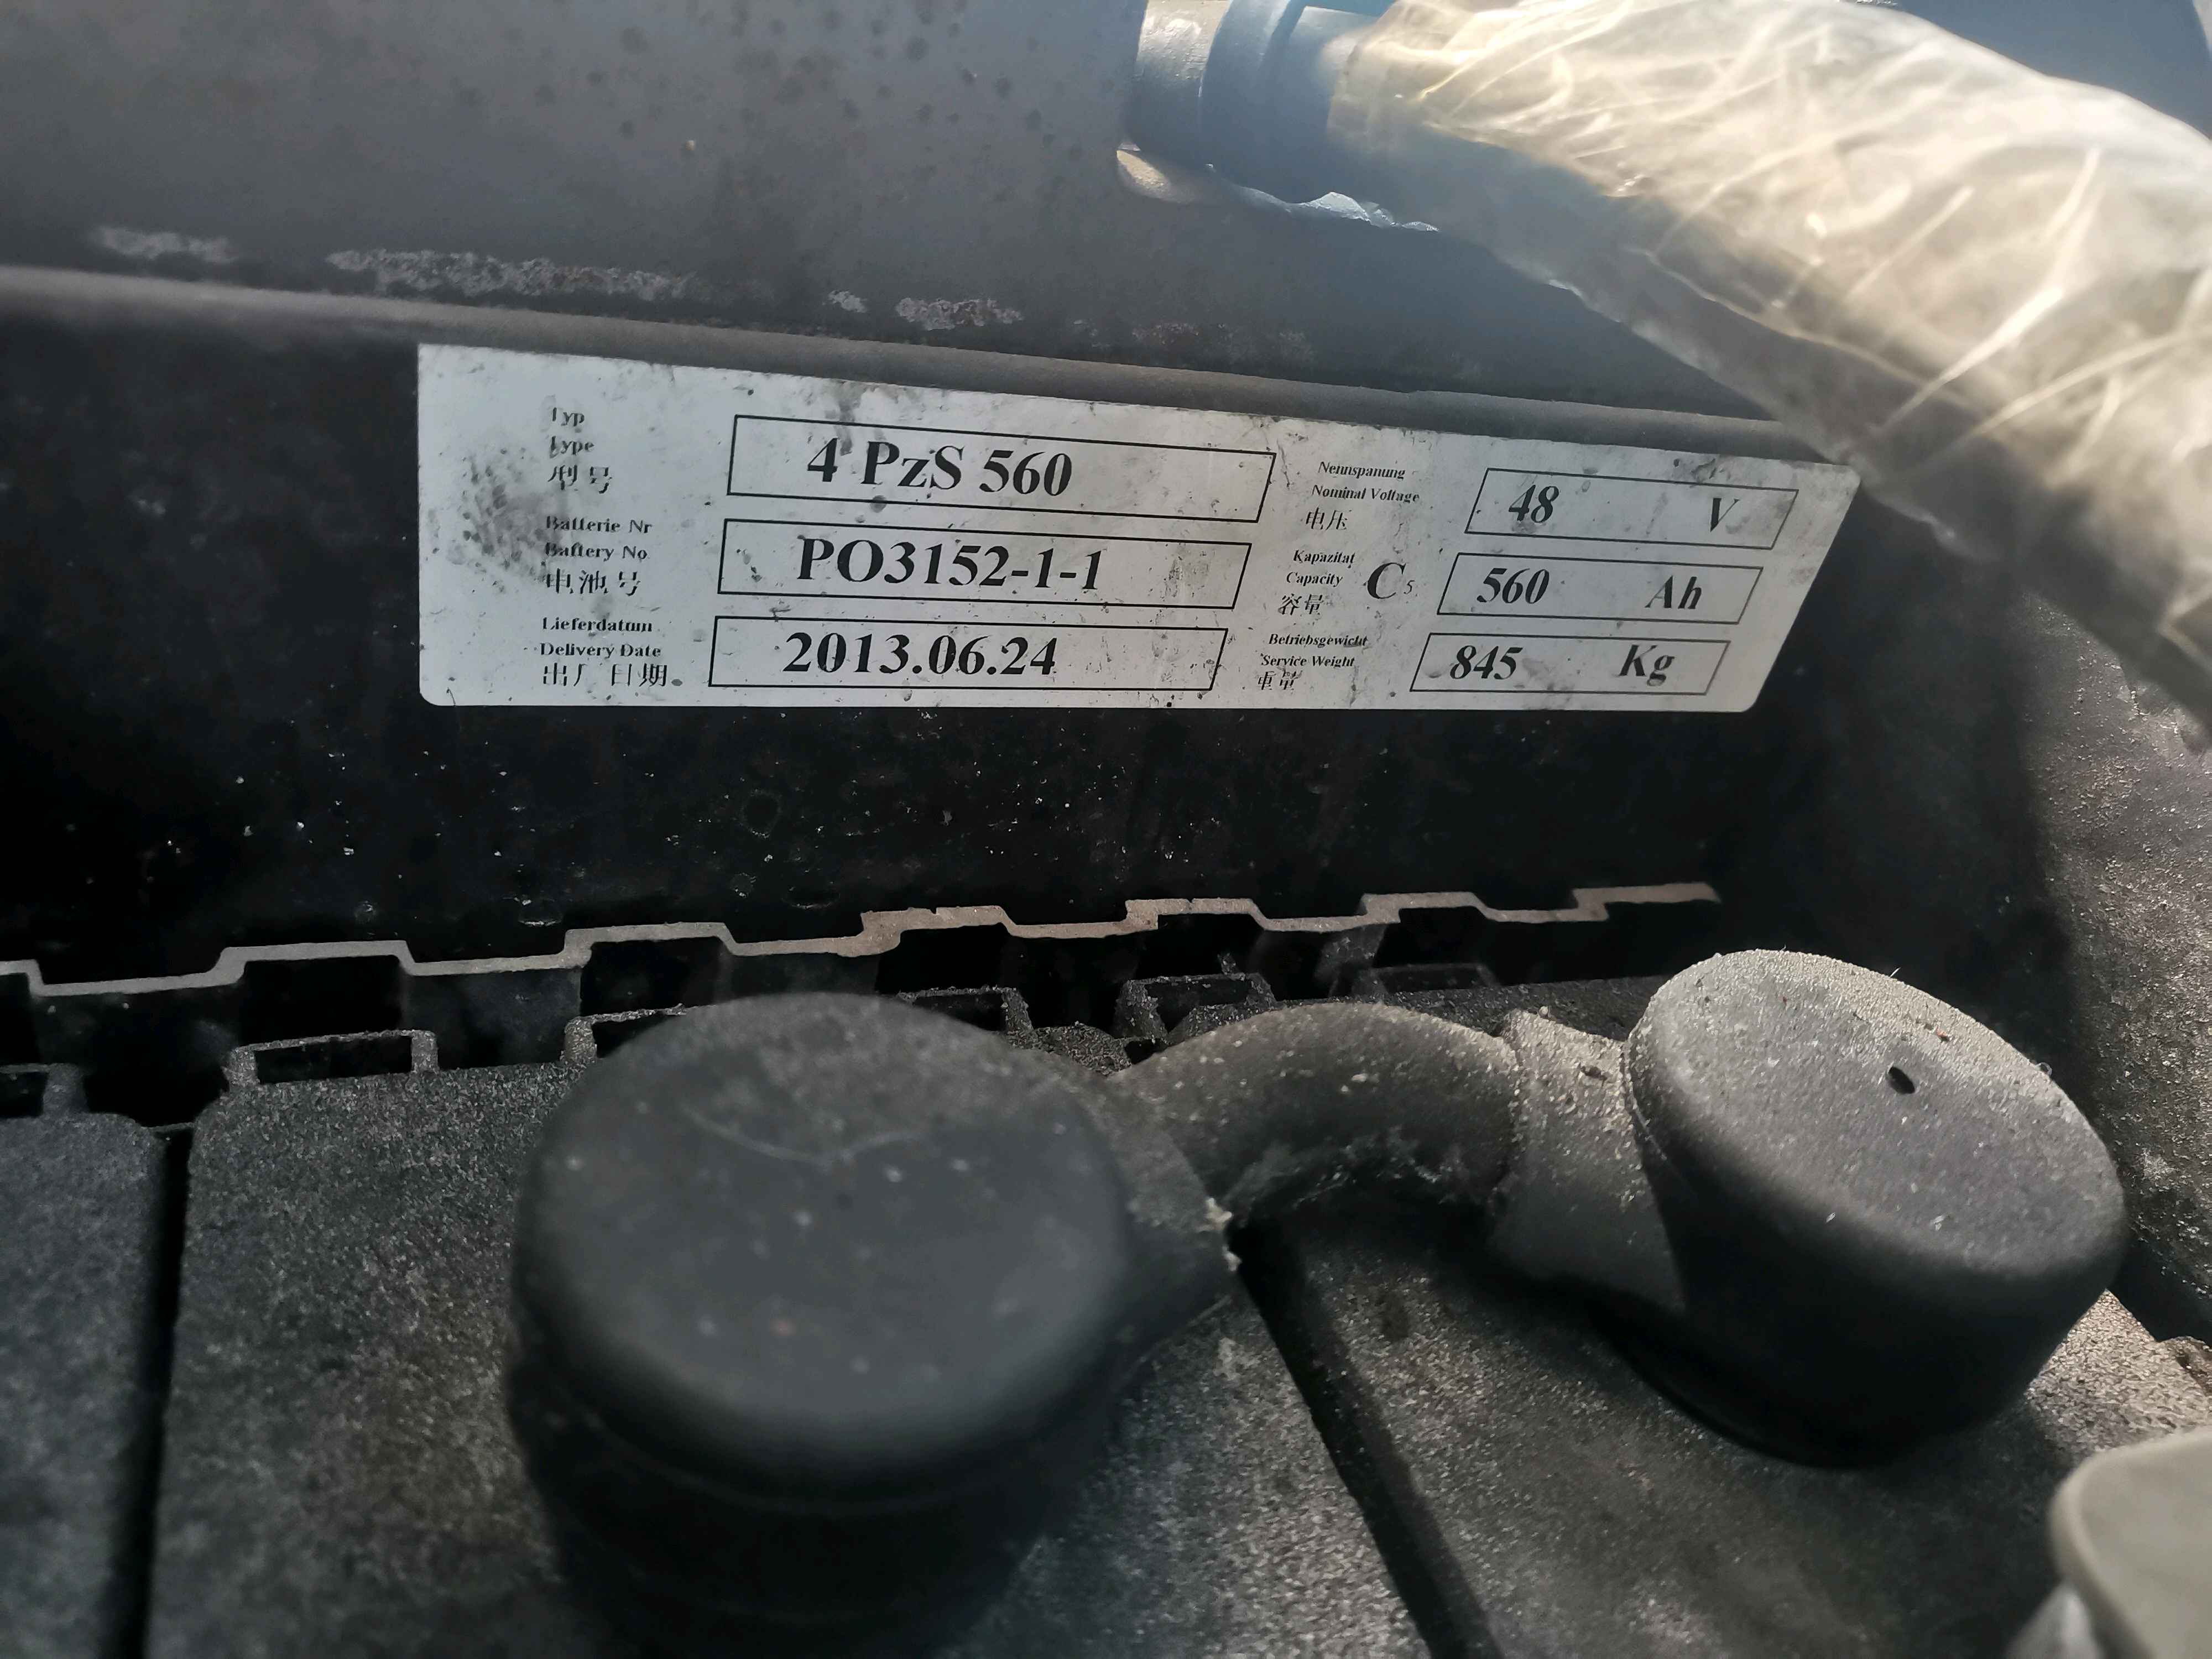 Typ
Type
型号
4 PzS 560
Batterie Nr
Battery No
电池号
PO3152-1-1
Lieferdatum
Delivery Date
出厂日期
2013.06.24
Nennspanung
Nominal Voltage
电压
48 V
Kapazitat
Capacity
容量
C5
560 Ah
Betriebsgewicht
Service Weight
重量
845 Kg